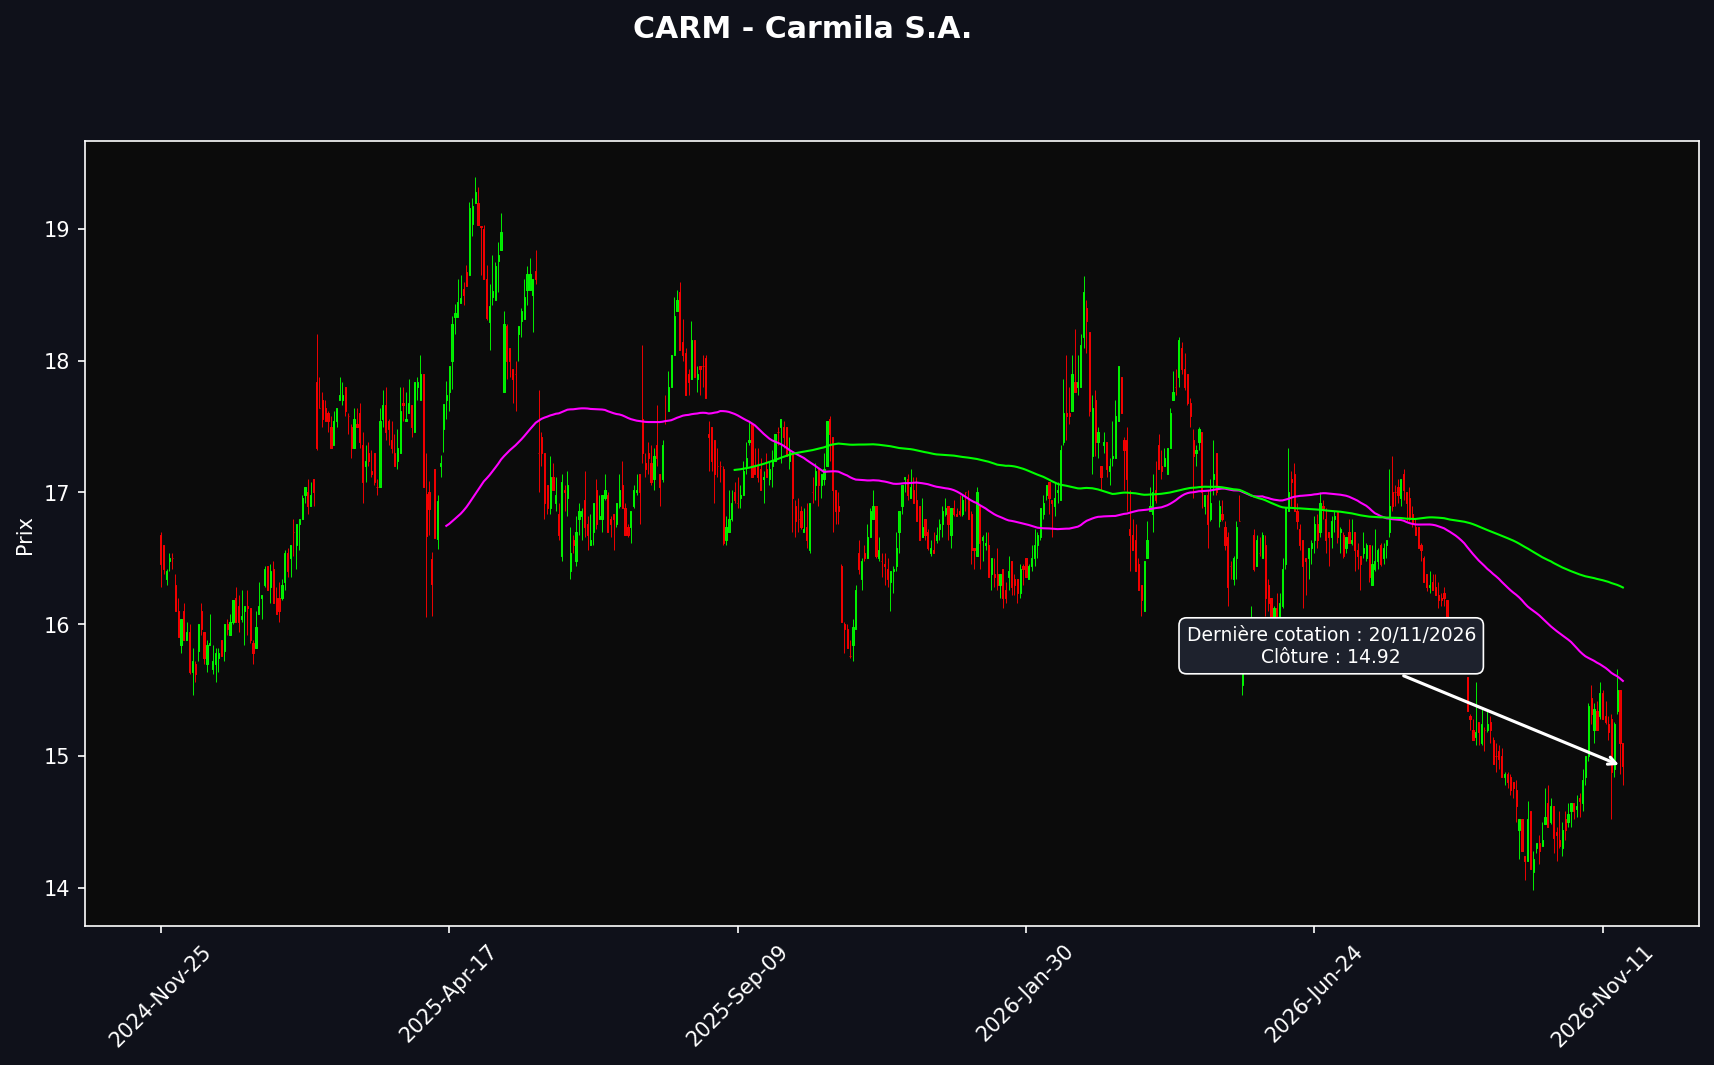 CARM - Carmila S.A.
Prix
19
18
17
16
15
14
Dernière cotation : 20/11/2026
Clôture : 14.92
2024-Nov-25
2025-Apr-17
2025-Sep-09
2026-Jan-30
2026-Jun-24
2026-Nov-11